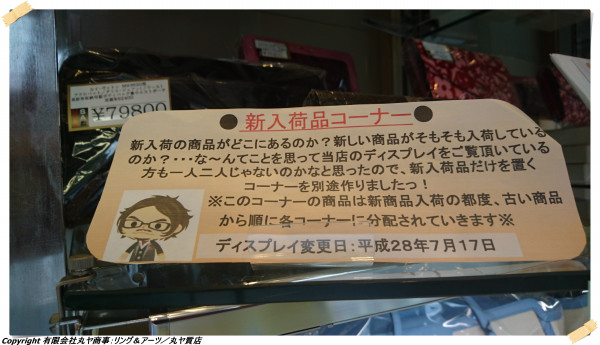 ¥79800
新入荷品コーナー
新入荷の商品がどこにあるのか？新しい商品がそもそも入荷している
のか？・・・な～んてことを思って当店のディスプレイをご覧頂いている
方も一人二人じゃないのかなと思ったので、新入荷品だけを置く
コーナーを別途作りましたっ！
※このコーナーの商品は新商品入荷の都度、古い商品
から順に各コーナーに分配されていきます※
ディスプレイ変更日：平成28年7月17日
Copyright 有限会社丸ヤ商事：リング＆アーツ／丸ヤ質店